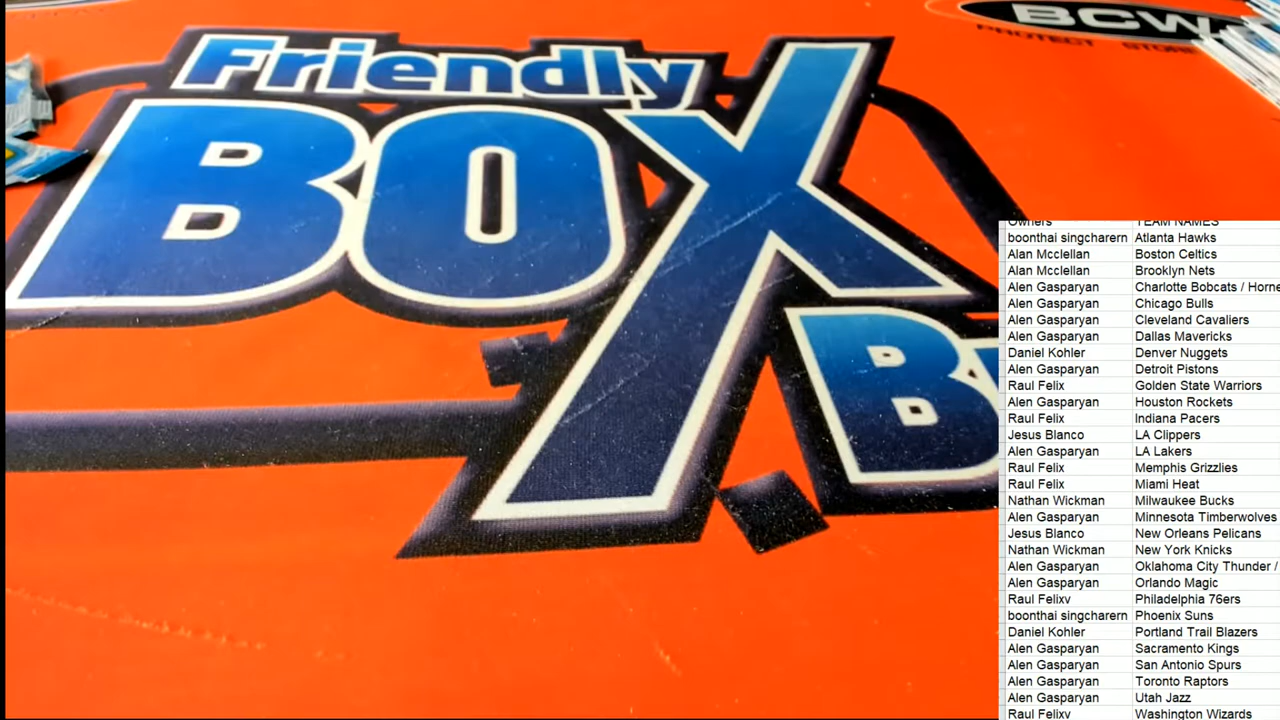 Friendly
BOX
B
BCW
PROTECT STORE
Owners TEAM NAMES
boonthai singcharern Atlanta Hawks
Alan Mcclellan Boston Celtics
Alan Mcclellan Brooklyn Nets
Alen Gasparyan Charlotte Bobcats / Horne
Alen Gasparyan Chicago Bulls
Alen Gasparyan Cleveland Cavaliers
Alen Gasparyan Dallas Mavericks
Daniel Kohler Denver Nuggets
Alen Gasparyan Detroit Pistons
Raul Felix Golden State Warriors
Alen Gasparyan Houston Rockets
Raul Felix Indiana Pacers
Jesus Blanco LA Clippers
Alen Gasparyan LA Lakers
Raul Felix Memphis Grizzlies
Raul Felix Miami Heat
Nathan Wickman Milwaukee Bucks
Alen Gasparyan Minnesota Timberwolves
Jesus Blanco New Orleans Pelicans
Nathan Wickman New York Knicks
Alen Gasparyan Oklahoma City Thunder /
Alen Gasparyan Orlando Magic
Raul Felixv Philadelphia 76ers
boonthai singcharern Phoenix Suns
Daniel Kohler Portland Trail Blazers
Alen Gasparyan Sacramento Kings
Alen Gasparyan San Antonio Spurs
Alen Gasparyan Toronto Raptors
Alen Gasparyan Utah Jazz
Raul Felixv Washington Wizards